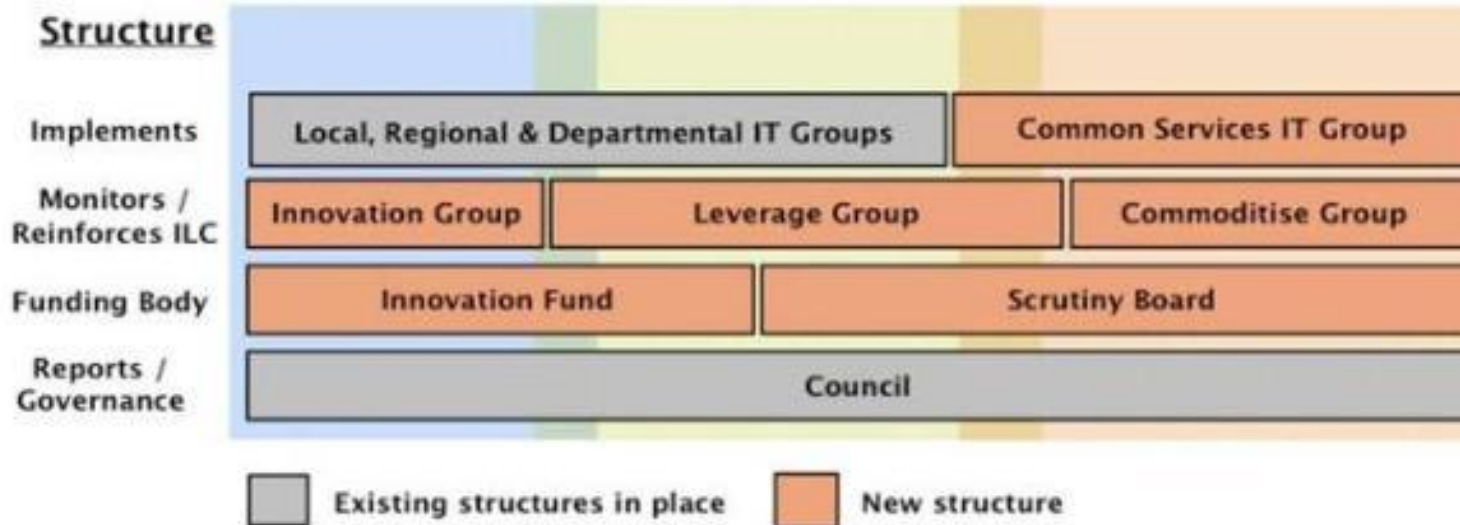 Structure
Implements
Local, Regional & Departmental IT Groups
Common Services IT Group
Monitors /
Reinforces ILC
Innovation Group
Leverage Group
Commoditise Group
Funding Body
Innovation Fund
Scrutiny Board
Reports /
Governance
Council
Existing structures in place
New structure